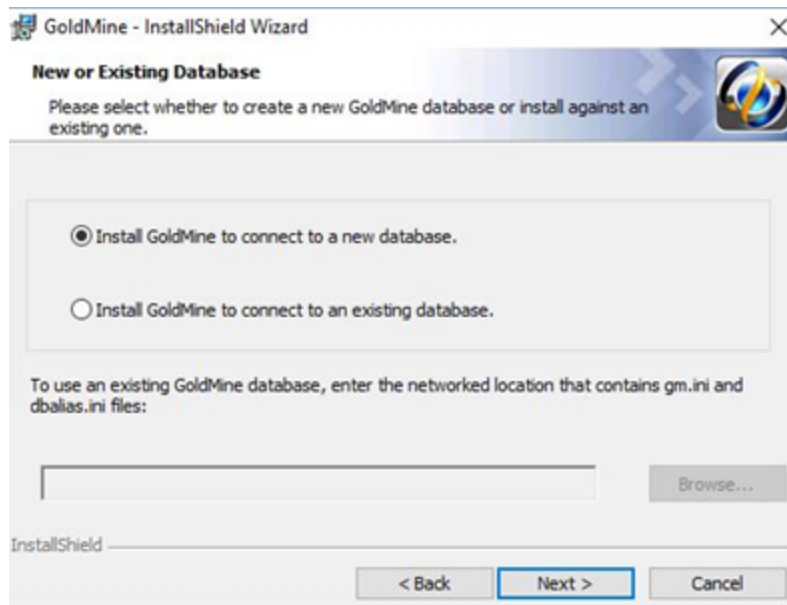 GoldMine - InstallShield Wizard
New or Existing Database
Please select whether to create a new GoldMine database or install against an
existing one.
Install GoldMine to connect to a new database.
Install GoldMine to connect to an existing database.
To use an existing GoldMine database, enter the networked location that contains gm.ini and
dbalias.ini files:
Browse...
InstallShield
< Back
Next >
Cancel